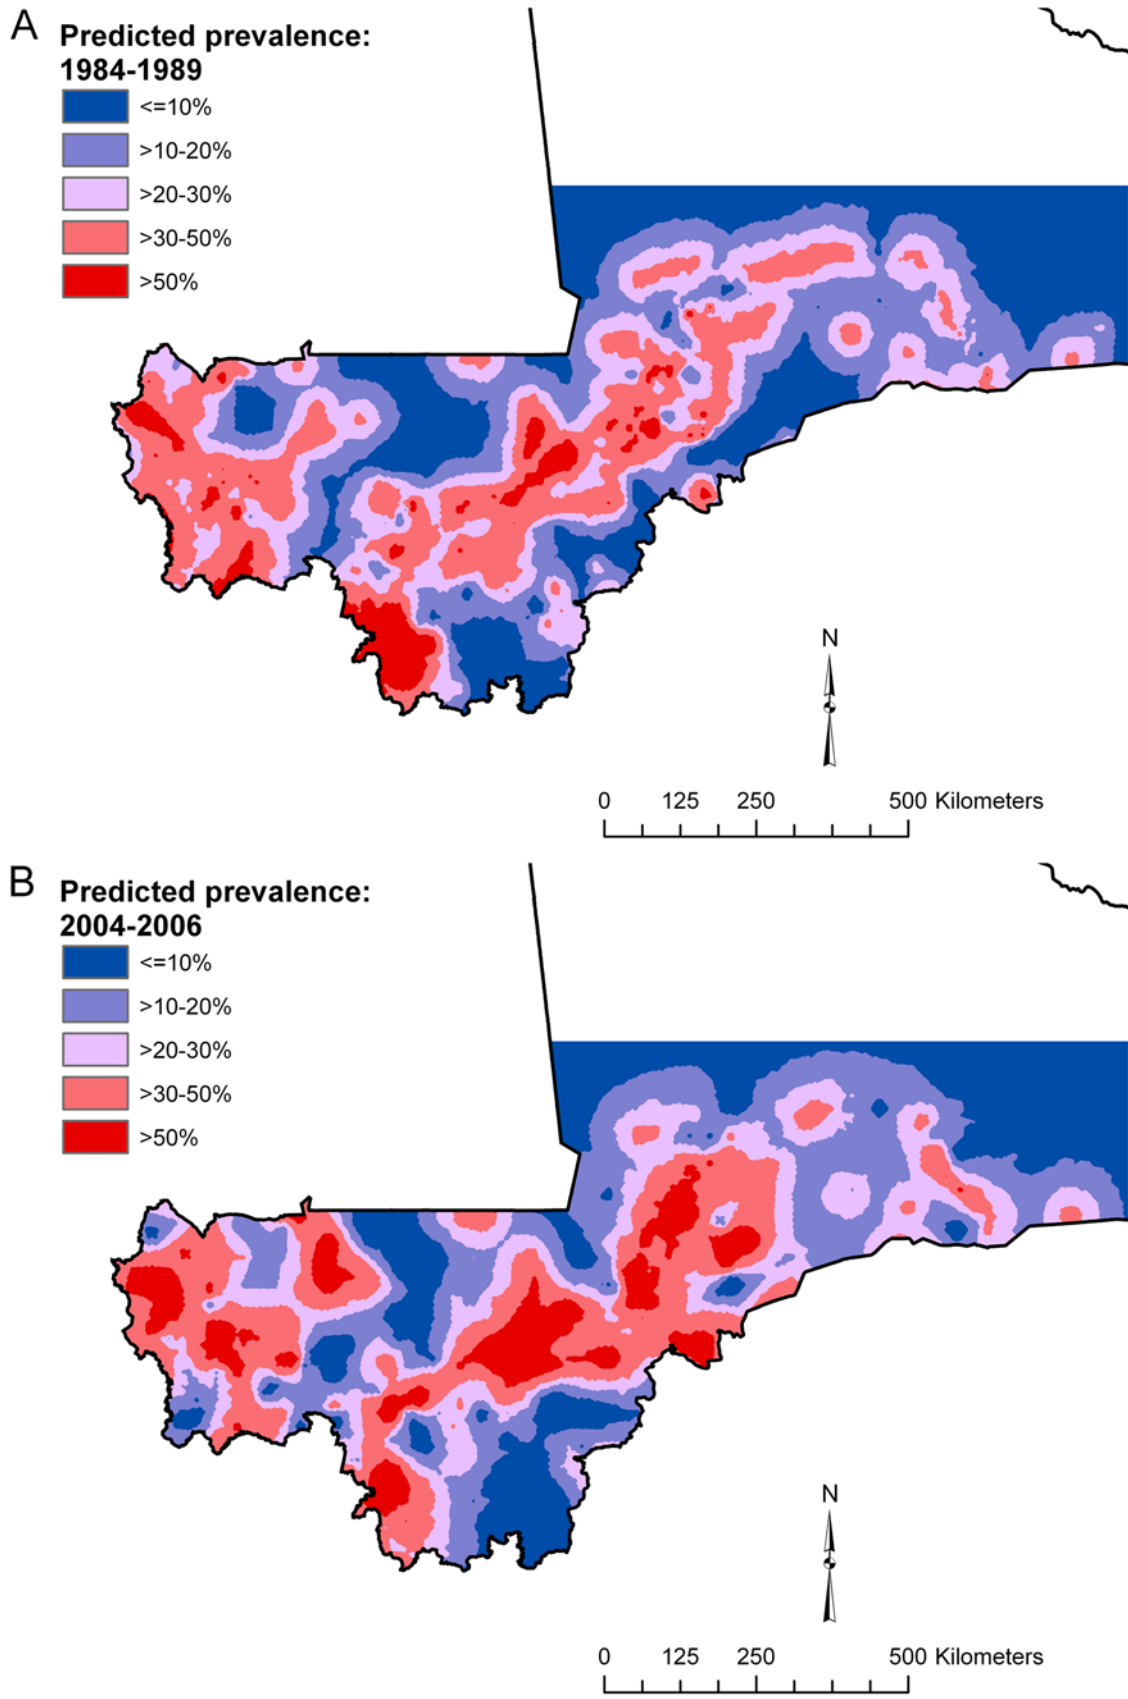 A
Predicted prevalence:
1984-1989
<=10%
>10-20%
>20-30%
>30-50%
>50%
N
0 125 250 500 Kilometers
B
Predicted prevalence:
2004-2006
<=10%
>10-20%
>20-30%
>30-50%
>50%
N
0 125 250 500 Kilometers